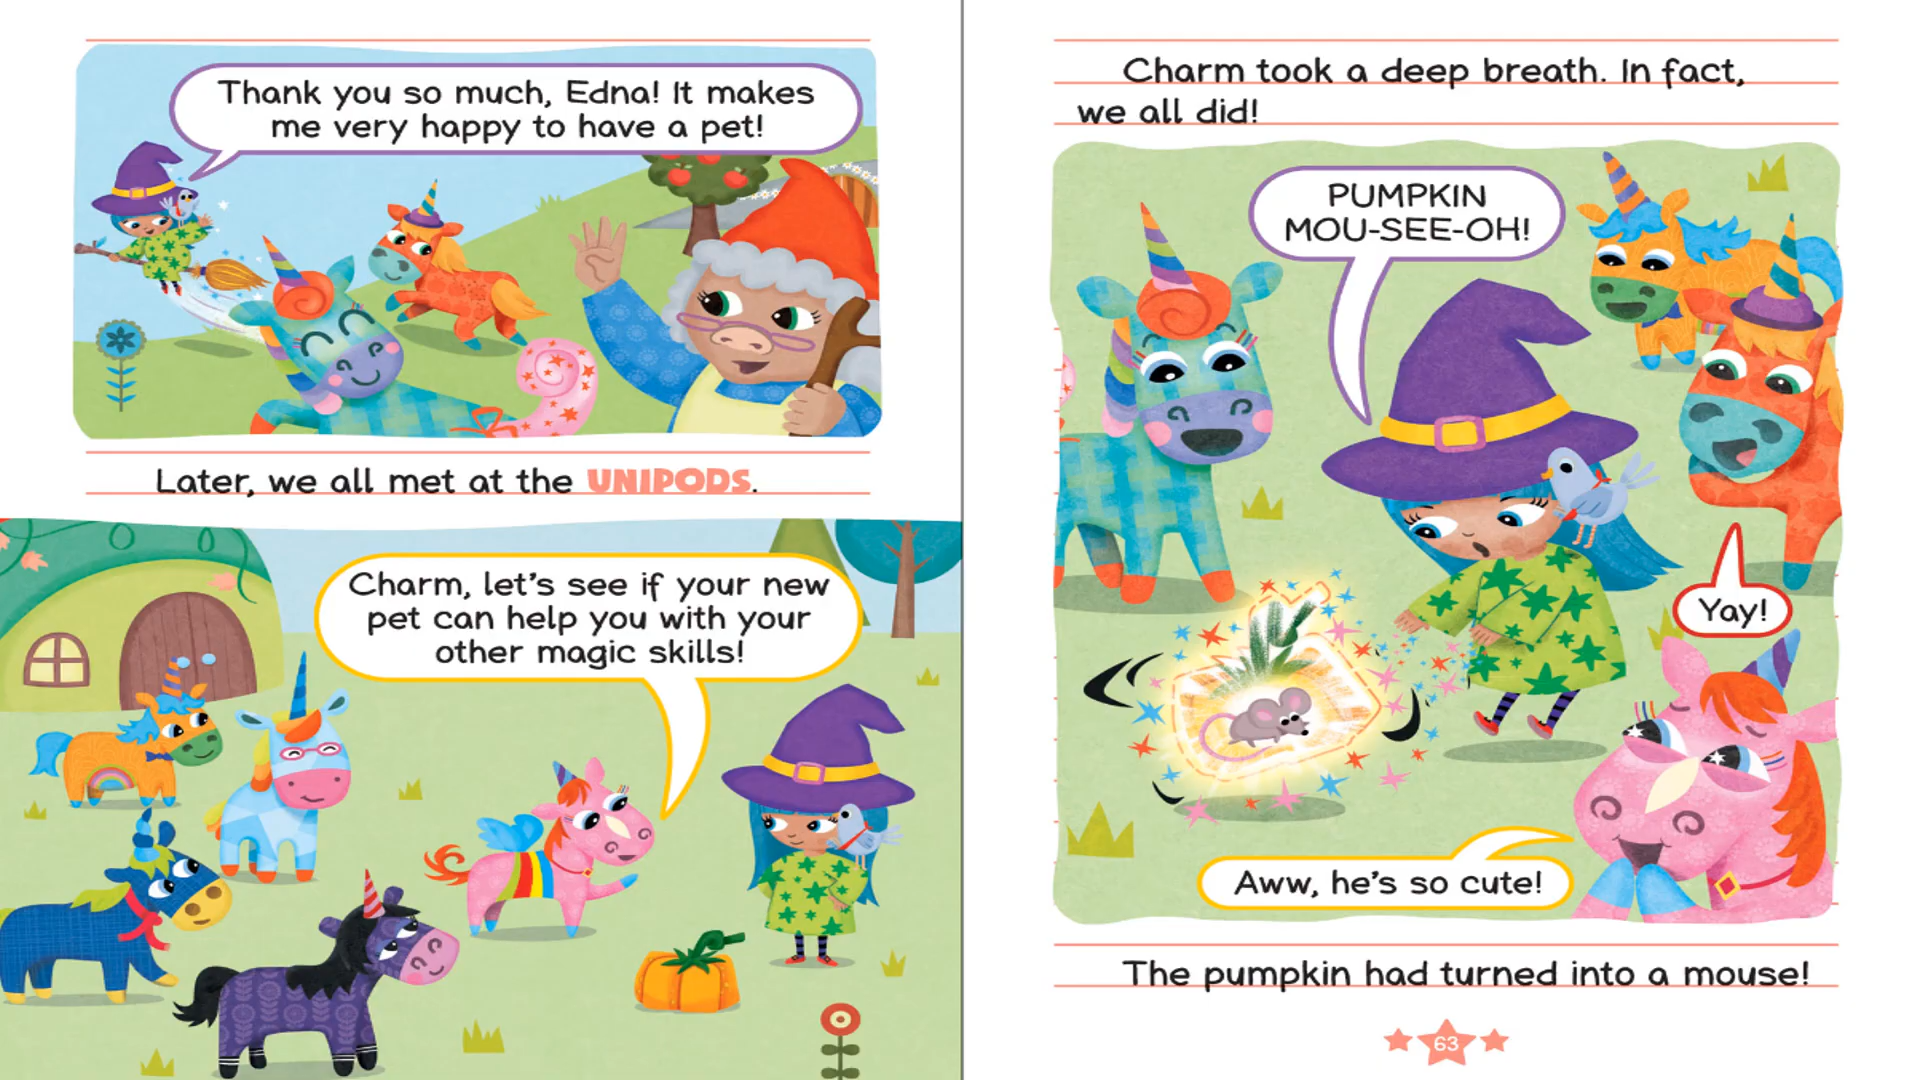 Thank you so much, Edna! It makes
me very happy to have a pet!
Later, we all met at the UNIPODS.
Charm, let's see if your new
pet can help you with your
other magic skills!
Charm took a deep breath. In fact,
we all did!
PUMPKIN
MOU-SEE-OH!
Yay!
Aww, he's so cute!
The pumpkin had turned into a mouse!
63